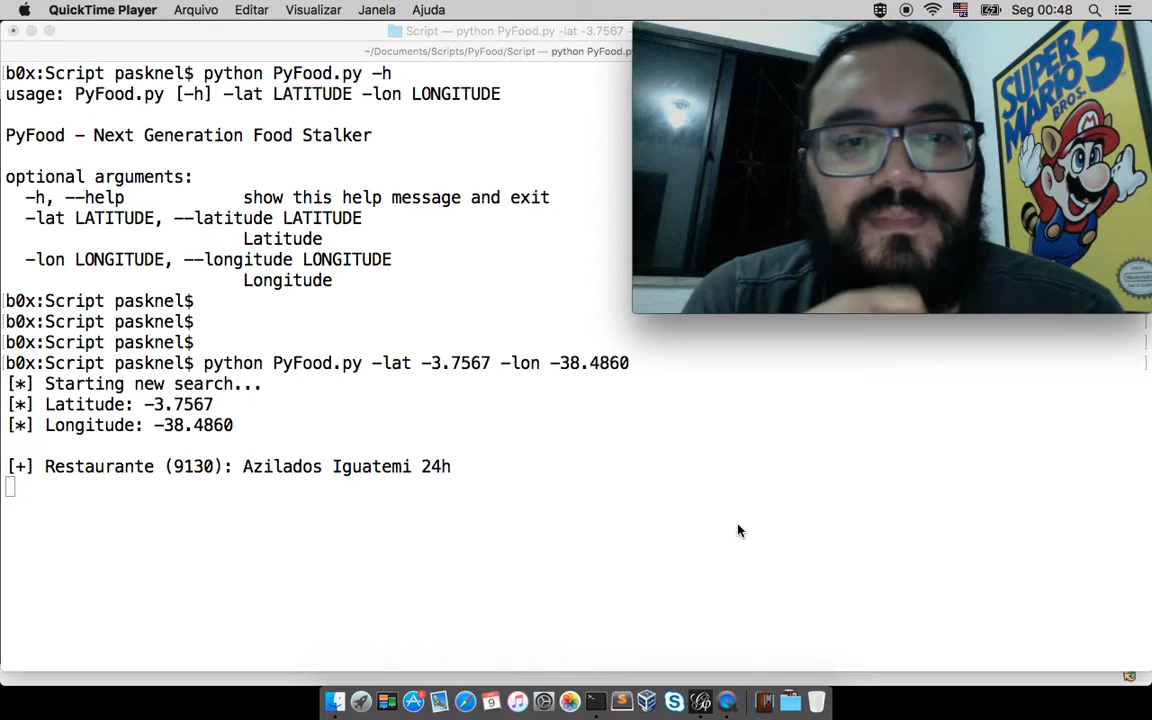 QuickTime Player Arquivo Editar Visualizar Janela Ajuda Seg 00:48
Script — python PyFood.py -lat -3.7567 -
~/Documents/Scripts/PyFood/Script — python PyFood.p
b0x:Script pasknel$ python PyFood.py -h
usage: PyFood.py [-h] -lat LATITUDE -lon LONGITUDE
PyFood - Next Generation Food Stalker
optional arguments:
-h, --help show this help message and exit
-lat LATITUDE, --latitude LATITUDE
Latitude
-lon LONGITUDE, --longitude LONGITUDE
Longitude
b0x:Script pasknel$
b0x:Script pasknel$
b0x:Script pasknel$
b0x:Script pasknel$ python PyFood.py -lat -3.7567 -lon -38.4860
[*] Starting new search...
[*] Latitude: -3.7567
[*] Longitude: -38.4860
[+] Restaurante (9130): Azilados Iguatemi 24h
SUPER
MARIO
BROS.
3
Nintendo
9